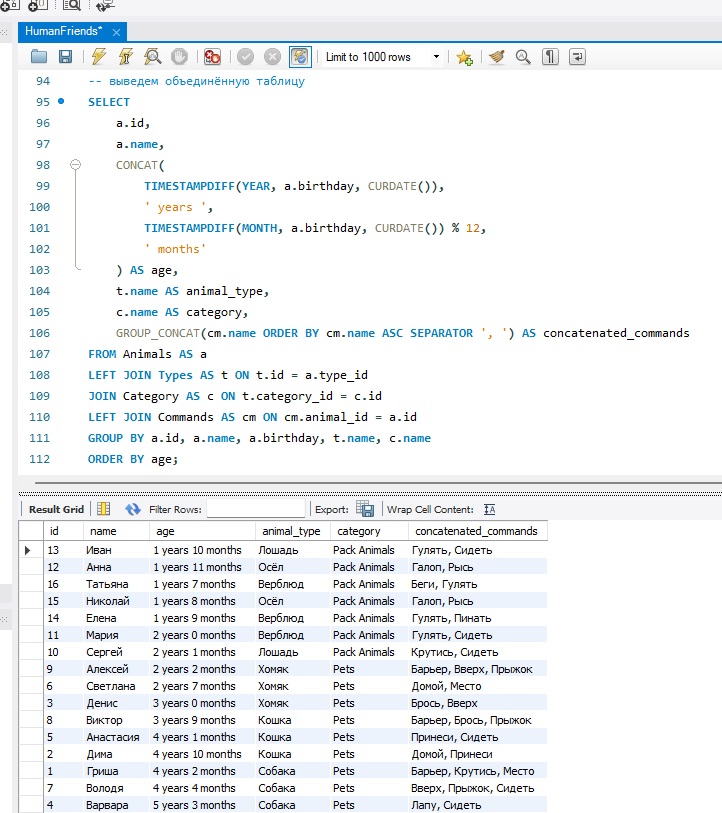 HumanFriends*
Limit to 1000 rows
94 -- выведем объединённую таблицу
95 SELECT
96 a.id,
97 a.name,
98 CONCAT(
99 TIMESTAMPDIFF(YEAR, a.birthday, CURDATE()),
100 ' years ',
101 TIMESTAMPDIFF(MONTH, a.birthday, CURDATE()) % 12,
102 ' months'
103 ) AS age,
104 t.name AS animal_type,
105 c.name AS category,
106 GROUP_CONCAT(cm.name ORDER BY cm.name ASC SEPARATOR ', ') AS concatenated_commands
107 FROM Animals AS a
108 LEFT JOIN Types AS t ON t.id = a.type_id
109 JOIN Category AS c ON t.category_id = c.id
110 LEFT JOIN Commands AS cm ON cm.animal_id = a.id
111 GROUP BY a.id, a.name, a.birthday, t.name, c.name
112 ORDER BY age;
Result Grid Filter Rows: Export: Wrap Cell Content:
id name age animal_type category concatenated_commands
13 Иван 1 years 10 months Лошадь Pack Animals Гулять, Сидеть
12 Анна 1 years 11 months Осёл Pack Animals Галоп, Рысь
16 Татьяна 1 years 7 months Верблюд Pack Animals Беги, Гулять
15 Николай 1 years 8 months Осёл Pack Animals Галоп, Рысь
14 Елена 1 years 9 months Верблюд Pack Animals Гулять, Пинать
11 Мария 2 years 0 months Верблюд Pack Animals Гулять, Сидеть
10 Сергей 2 years 1 months Лошадь Pack Animals Крутись, Сидеть
9 Алексей 2 years 2 months Хомяк Pets Барьер, Вверх, Прыжок
6 Светлана 2 years 7 months Хомяк Pets Домой, Место
3 Денис 3 years 0 months Хомяк Pets Брось, Вверх
8 Виктор 3 years 9 months Кошка Pets Барьер, Брось, Прыжок
5 Анастасия 4 years 1 months Кошка Pets Принеси, Сидеть
2 Дима 4 years 10 months Кошка Pets Домой, Принеси
1 Гриша 4 years 2 months Собака Pets Барьер, Крутись, Место
7 Володя 4 years 4 months Собака Pets Вверх, Прыжок, Сидеть
4 Варвара 5 years 3 months Собака Pets Лапу, Сидеть